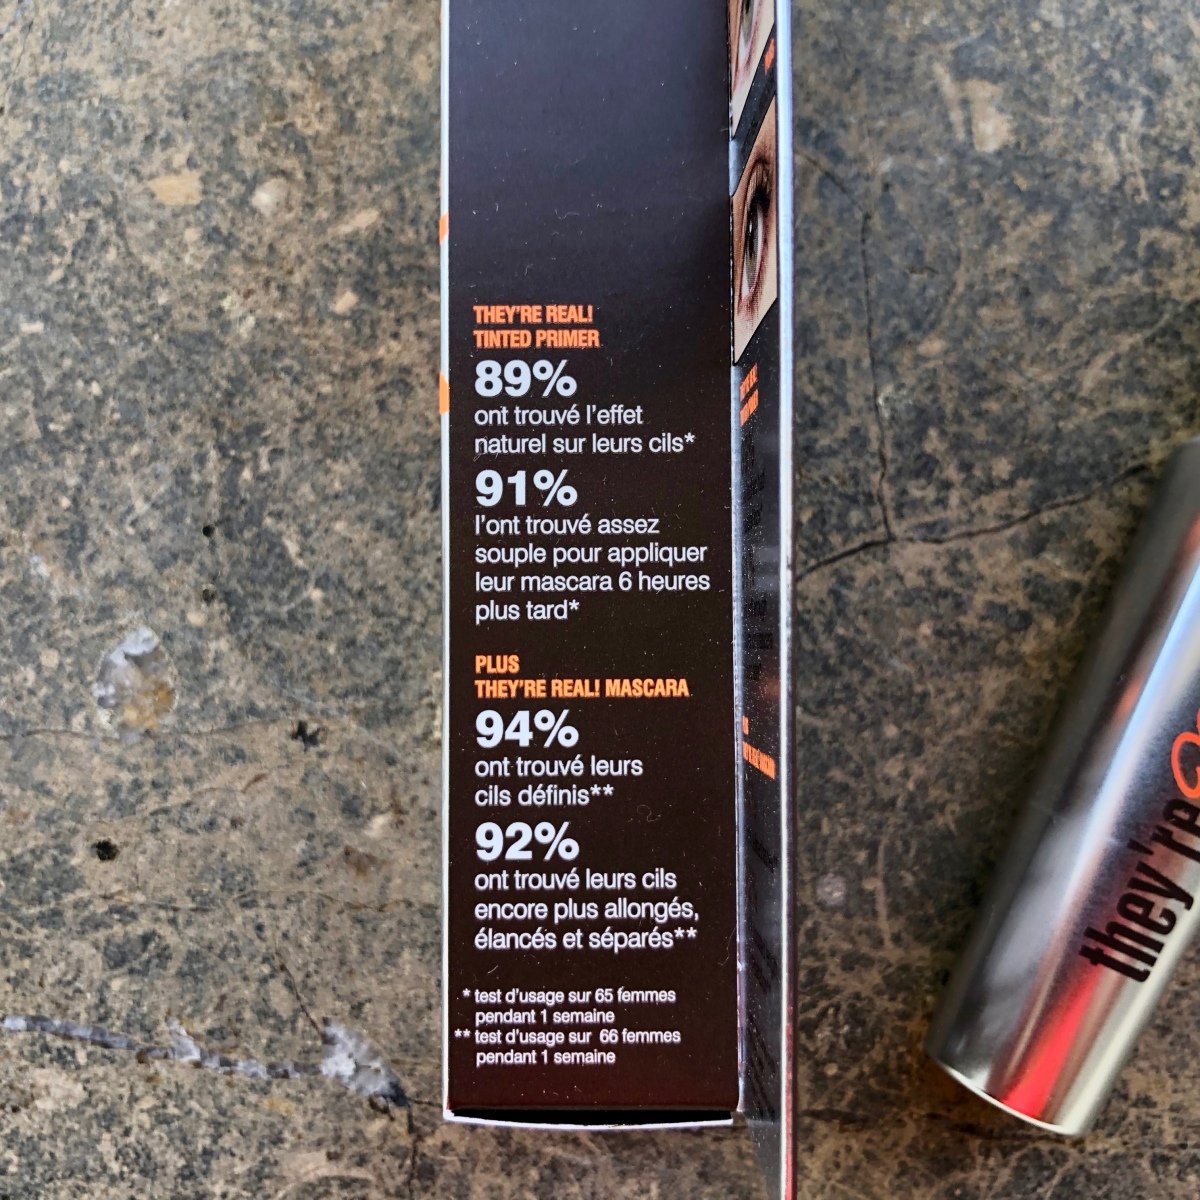 THEY'RE REAL!
TINTED PRIMER
89%
ont trouvé l'effet
naturel sur leurs cils*
91%
l'ont trouvé assez
souple pour appliquer
leur mascara 6 heures
plus tard*
PLUS
THEY'RE REAL! MASCARA
94%
ont trouvé leurs
cils définis**
92%
ont trouvé leurs cils
encore plus allongés,
élancés et séparés**
* test d'usage sur 65 femmes
pendant 1 semaine
** test d'usage sur 66 femmes
pendant 1 semaine
they're